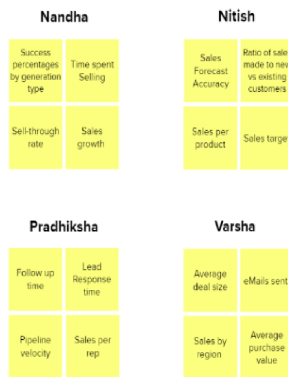 Nandha
Success
percentages
by generation
type
Time spent
Selling
Sell-through
rate
Sales
growth
Nitish
Sales
Forecast
Accuracy
Ratio of sale
made to new
vs existing
customers
Sales per
product
Sales targe
Pradhiksha
Follow up
time
Lead
Response
time
Pipeline
velocity
Sales per
rep
Varsha
Average
deal size
eMails sent
Sales by
region
Average
purchase
value